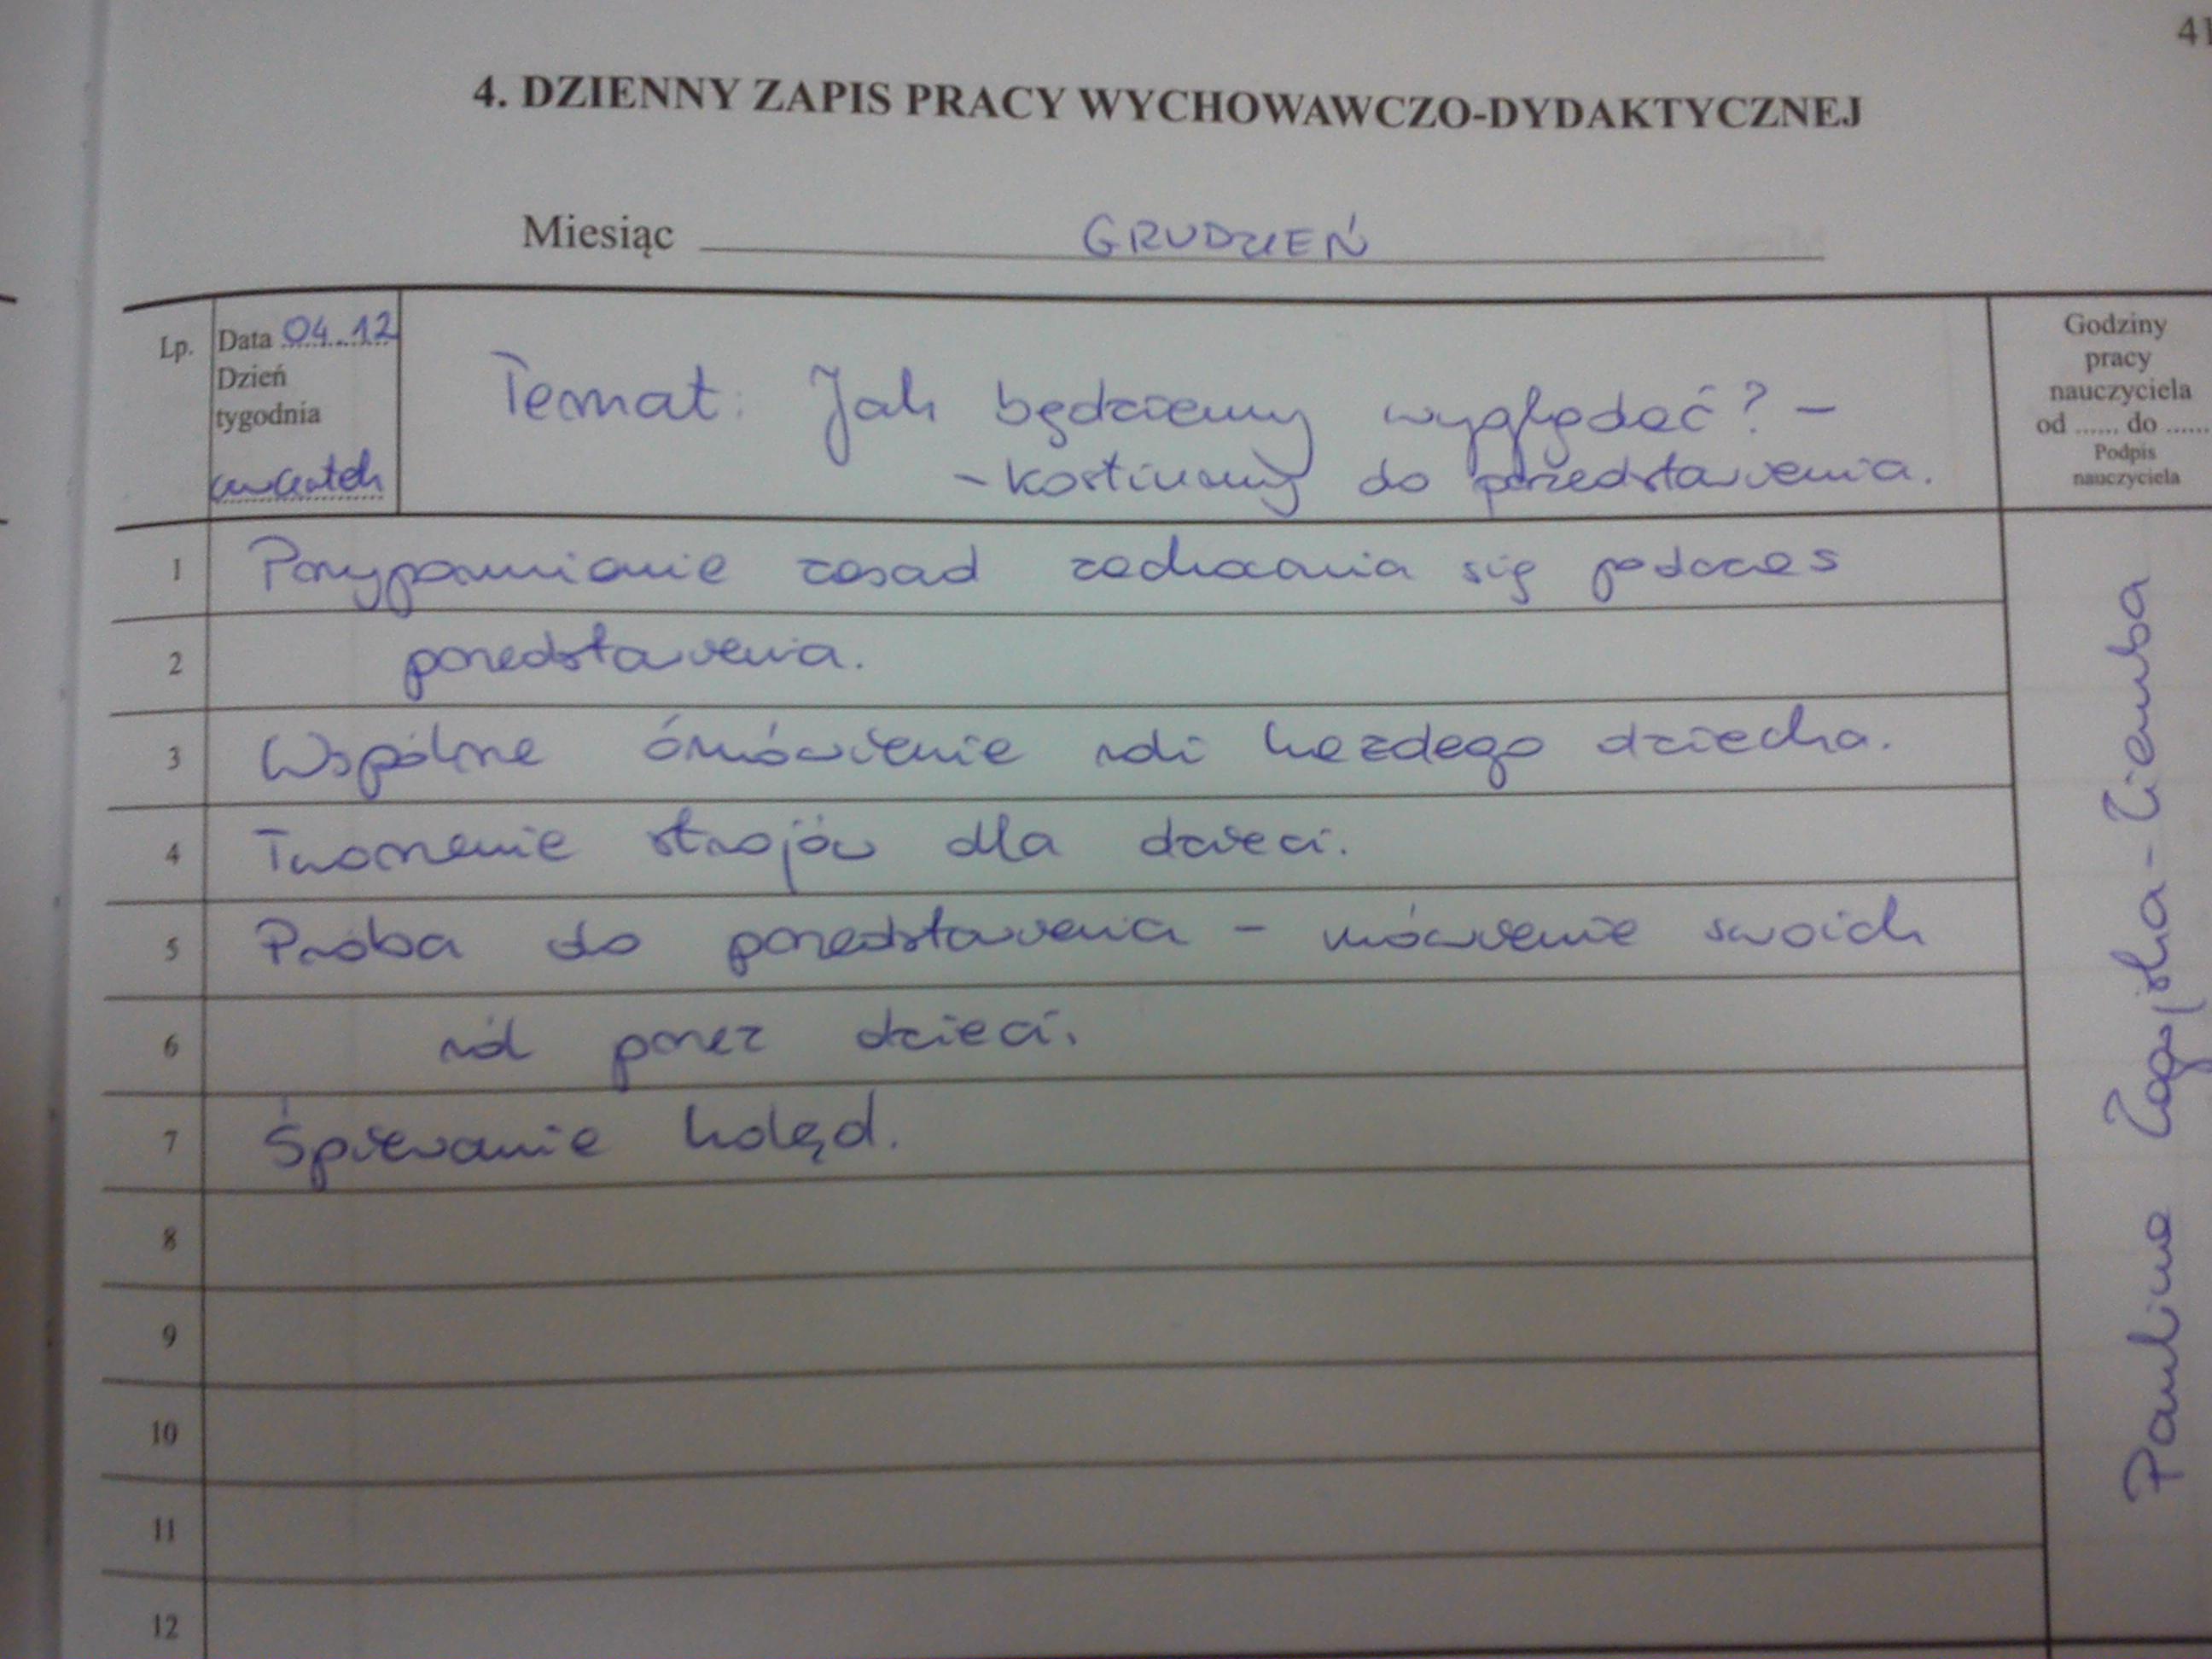 41
4. DZIENNY ZAPIS PRACY WYCHOWAWCZO-DYDAKTYCZNEJ
Miesiąc GRUDZIEŃ
Lp.
Data 04.12
Dzień
tygodnia
czwartek
Temat: Jak będziemy wyglądać? -
- kostiumy do przedstawienia.
Godziny
pracy
nauczyciela
od ...... do ......
Podpis
nauczyciela
1 Przypomnienie zasad zachowania się podczas
2 przedstawienia.
3 Wspólne omówienie roli każdego dziecka.
4 Tworzenie strojów dla dzieci.
5 Próba do przedstawienia - mówienie swoich
6 ról przez dzieci.
7 Śpiewanie kolęd.
8
9
10
11
12
Paulina